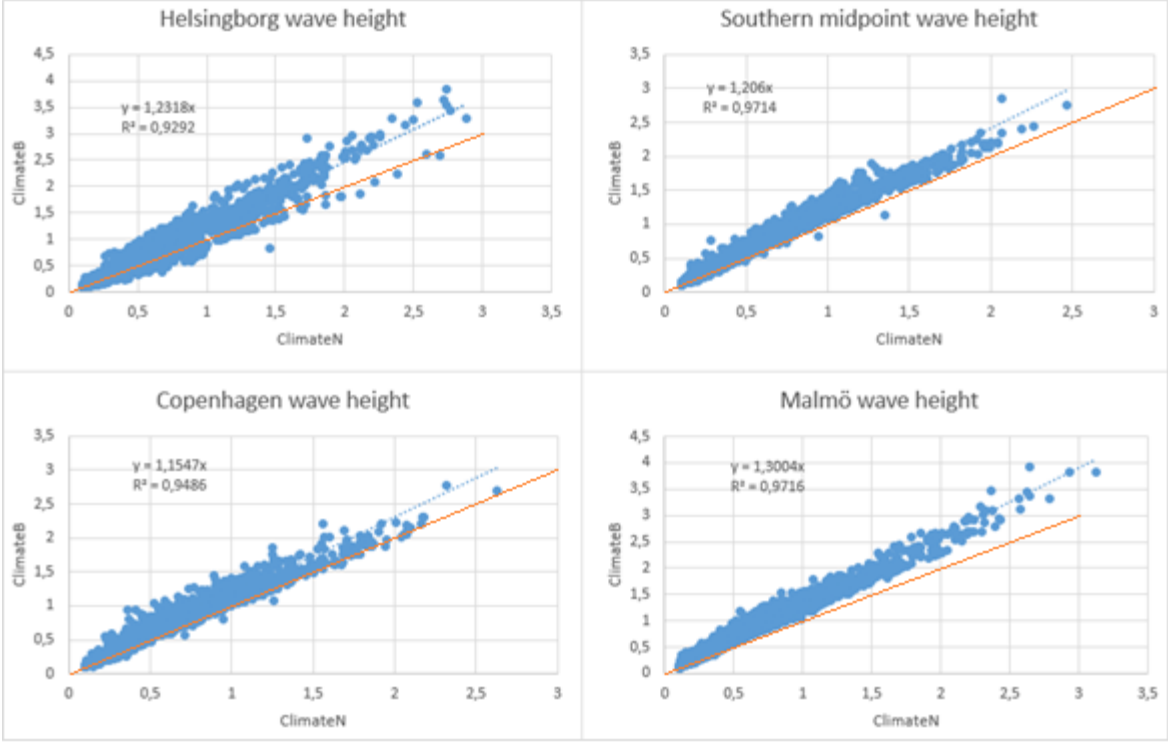 Helsingborg wave height
4,5
4
3,5
3
2,5
2
1,5
1
0,5
0
ClimateB
y = 1,2318x
R² = 0,9292
0 0,5 1 1,5 2 2,5 3 3,5
ClimateN
Southern midpoint wave height
3,5
3
2,5
2
1,5
1
0,5
0
ClimateB
y = 1,206x
R² = 0,9714
0 0,5 1 1,5 2 2,5 3
ClimateN
Copenhagen wave height
3,5
3
2,5
2
1,5
1
0,5
0
ClimateB
y = 1,1547x
R² = 0,9486
0 0,5 1 1,5 2 2,5 3
ClimateN
Malmö wave height
4,5
4
3,5
3
2,5
2
1,5
1
0,5
0
ClimateB
y = 1,3004x
R² = 0,9716
0 0,5 1 1,5 2 2,5 3 3,5
ClimateN